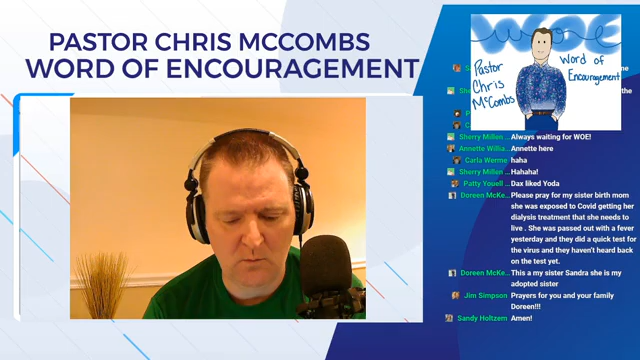 PASTOR CHRIS MCCOMBS
WORD OF ENCOURAGEMENT
WOE
Pastor
Chris
McCombs
Word of
Encouragement
Sherry Millen ... Always waiting for WOE!
Annette Willia... Annette here
Carla Werme haha
Sherry Millen ... Hahaha!
Patty Youell ... Dax liked Yoda
Doreen McKe... Please pray for my sister birth mom
she was exposed to Covid getting her
dialysis treatment that she needs to
live . She was passed out with a fever
yesterday and they did a quick test for
the virus and they haven't heard back
on the test yet.
Doreen McKe... This a my sister Sandra she is my
adopted sister
Jim Simpson Prayers for you and your family
Doreen!!!
Sandy Holtzem Amen!